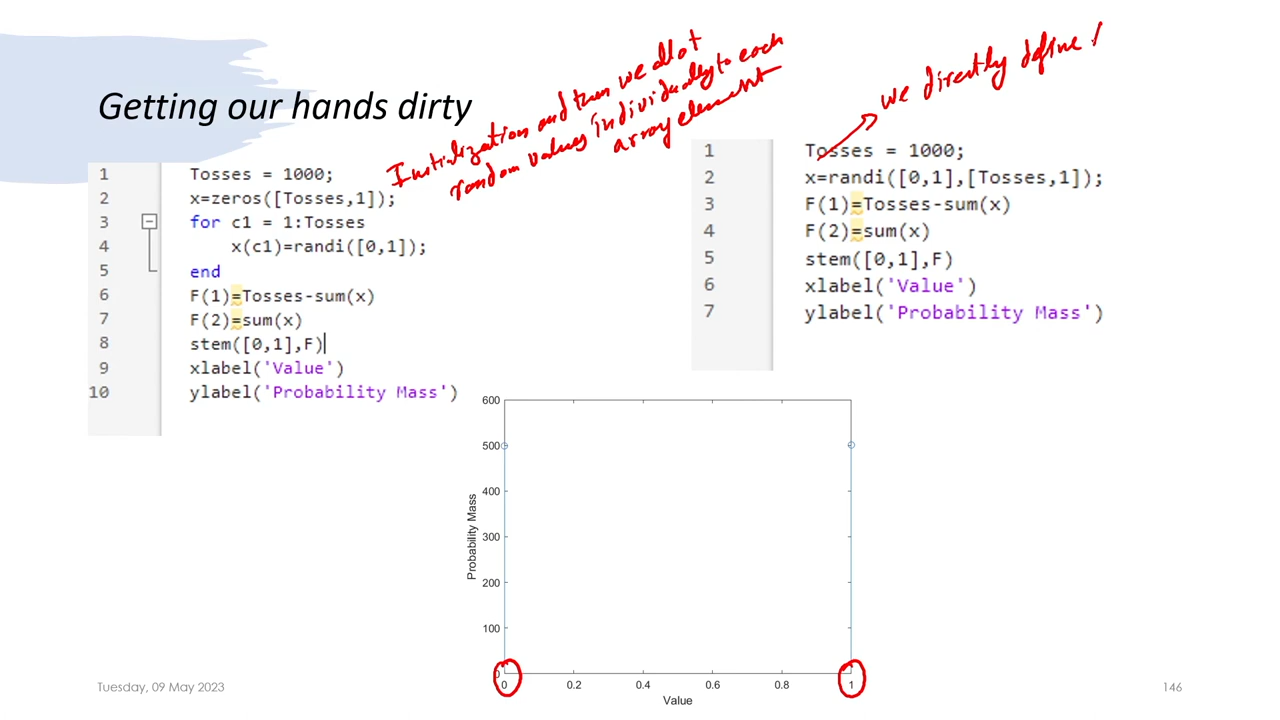 Getting our hands dirty
Initialization and then we allot
random values individually to each
array element
we directly define
1 Tosses = 1000;
2 x=zeros([Tosses,1]);
3 for c1 = 1:Tosses
4 x(c1)=randi([0,1]);
5 end
6 F(1)=Tosses-sum(x)
7 F(2)=sum(x)
8 stem([0,1],F)
9 xlabel('Value')
10 ylabel('Probability Mass')
1 Tosses = 1000;
2 x=randi([0,1],[Tosses,1]);
3 F(1)=Tosses-sum(x)
4 F(2)=sum(x)
5 stem([0,1],F)
6 xlabel('Value')
7 ylabel('Probability Mass')
600
500
400
300
200
100
0
Probability Mass
0 0.2 0.4 0.6 0.8 1
Value
Tuesday, 09 May 2023
146